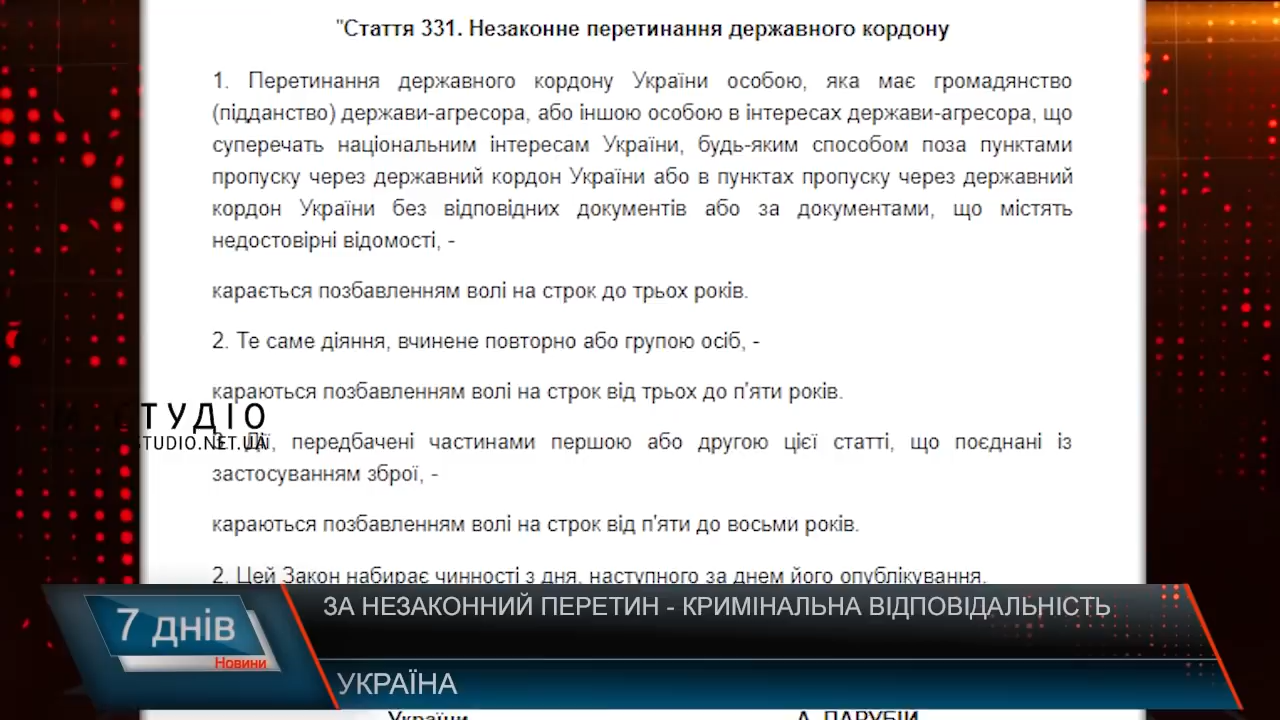 "Стаття 331. Незаконне перетинання державного кордону
1. Перетинання державного кордону України особою, яка має громадянство
(підданство) держави-агресора, або іншою особою в інтересах держави-агресора, що
суперечать національним інтересам України, будь-яким способом поза пунктами
пропуску через державний кордон України або в пунктах пропуску через державний
кордон України без відповідних документів або за документами, що містять
недостовірні відомості, -
карається позбавленням волі на строк до трьох років.
2. Те саме діяння, вчинене повторно або групою осіб, -
караються позбавленням волі на строк від трьох до п'яти років.
СТУДІО
STUDIO.NET.UA
3. Дії, передбачені частинами першою або другою цієї статті, що поєднані із
застосуванням зброї, -
караються позбавленням волі на строк від п'яти до восьми років.
2. Цей Закон набирає чинності з дня, наступного за днем його опублікування.
ЗА НЕЗАКОННИЙ ПЕРЕТИН - КРИМІНАЛЬНА ВІДПОВІДАЛЬНІСТЬ
7 днів
Новини
УКРАЇНА
України А. ПАРУБІЙ